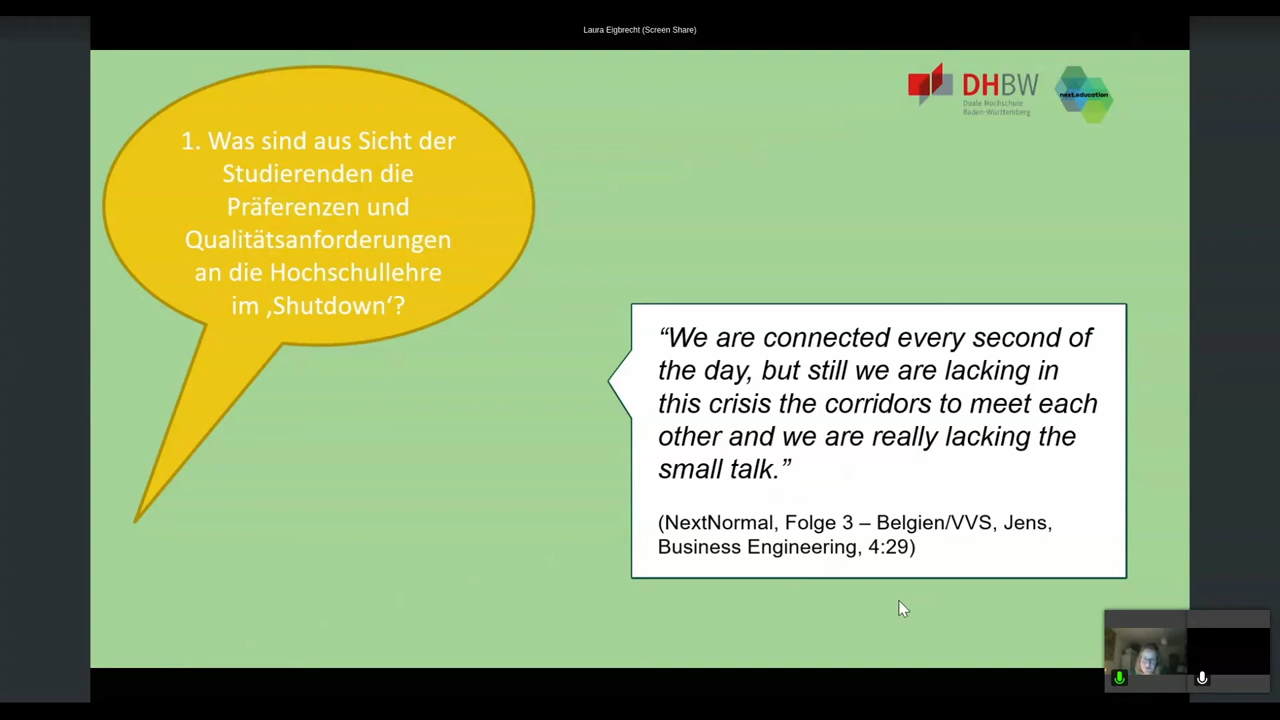 Laura Eigbrecht (Screen Share)
DHBW
Duale Hochschule
Baden-Württemberg
next.education
1. Was sind aus Sicht der
Studierenden die
Präferenzen und
Qualitätsanforderungen
an die Hochschullehre
im ‚Shutdown‘?
“We are connected every second of
the day, but still we are lacking in
this crisis the corridors to meet each
other and we are really lacking the
small talk.”
(NextNormal, Folge 3 – Belgien/VVS, Jens,
Business Engineering, 4:29)